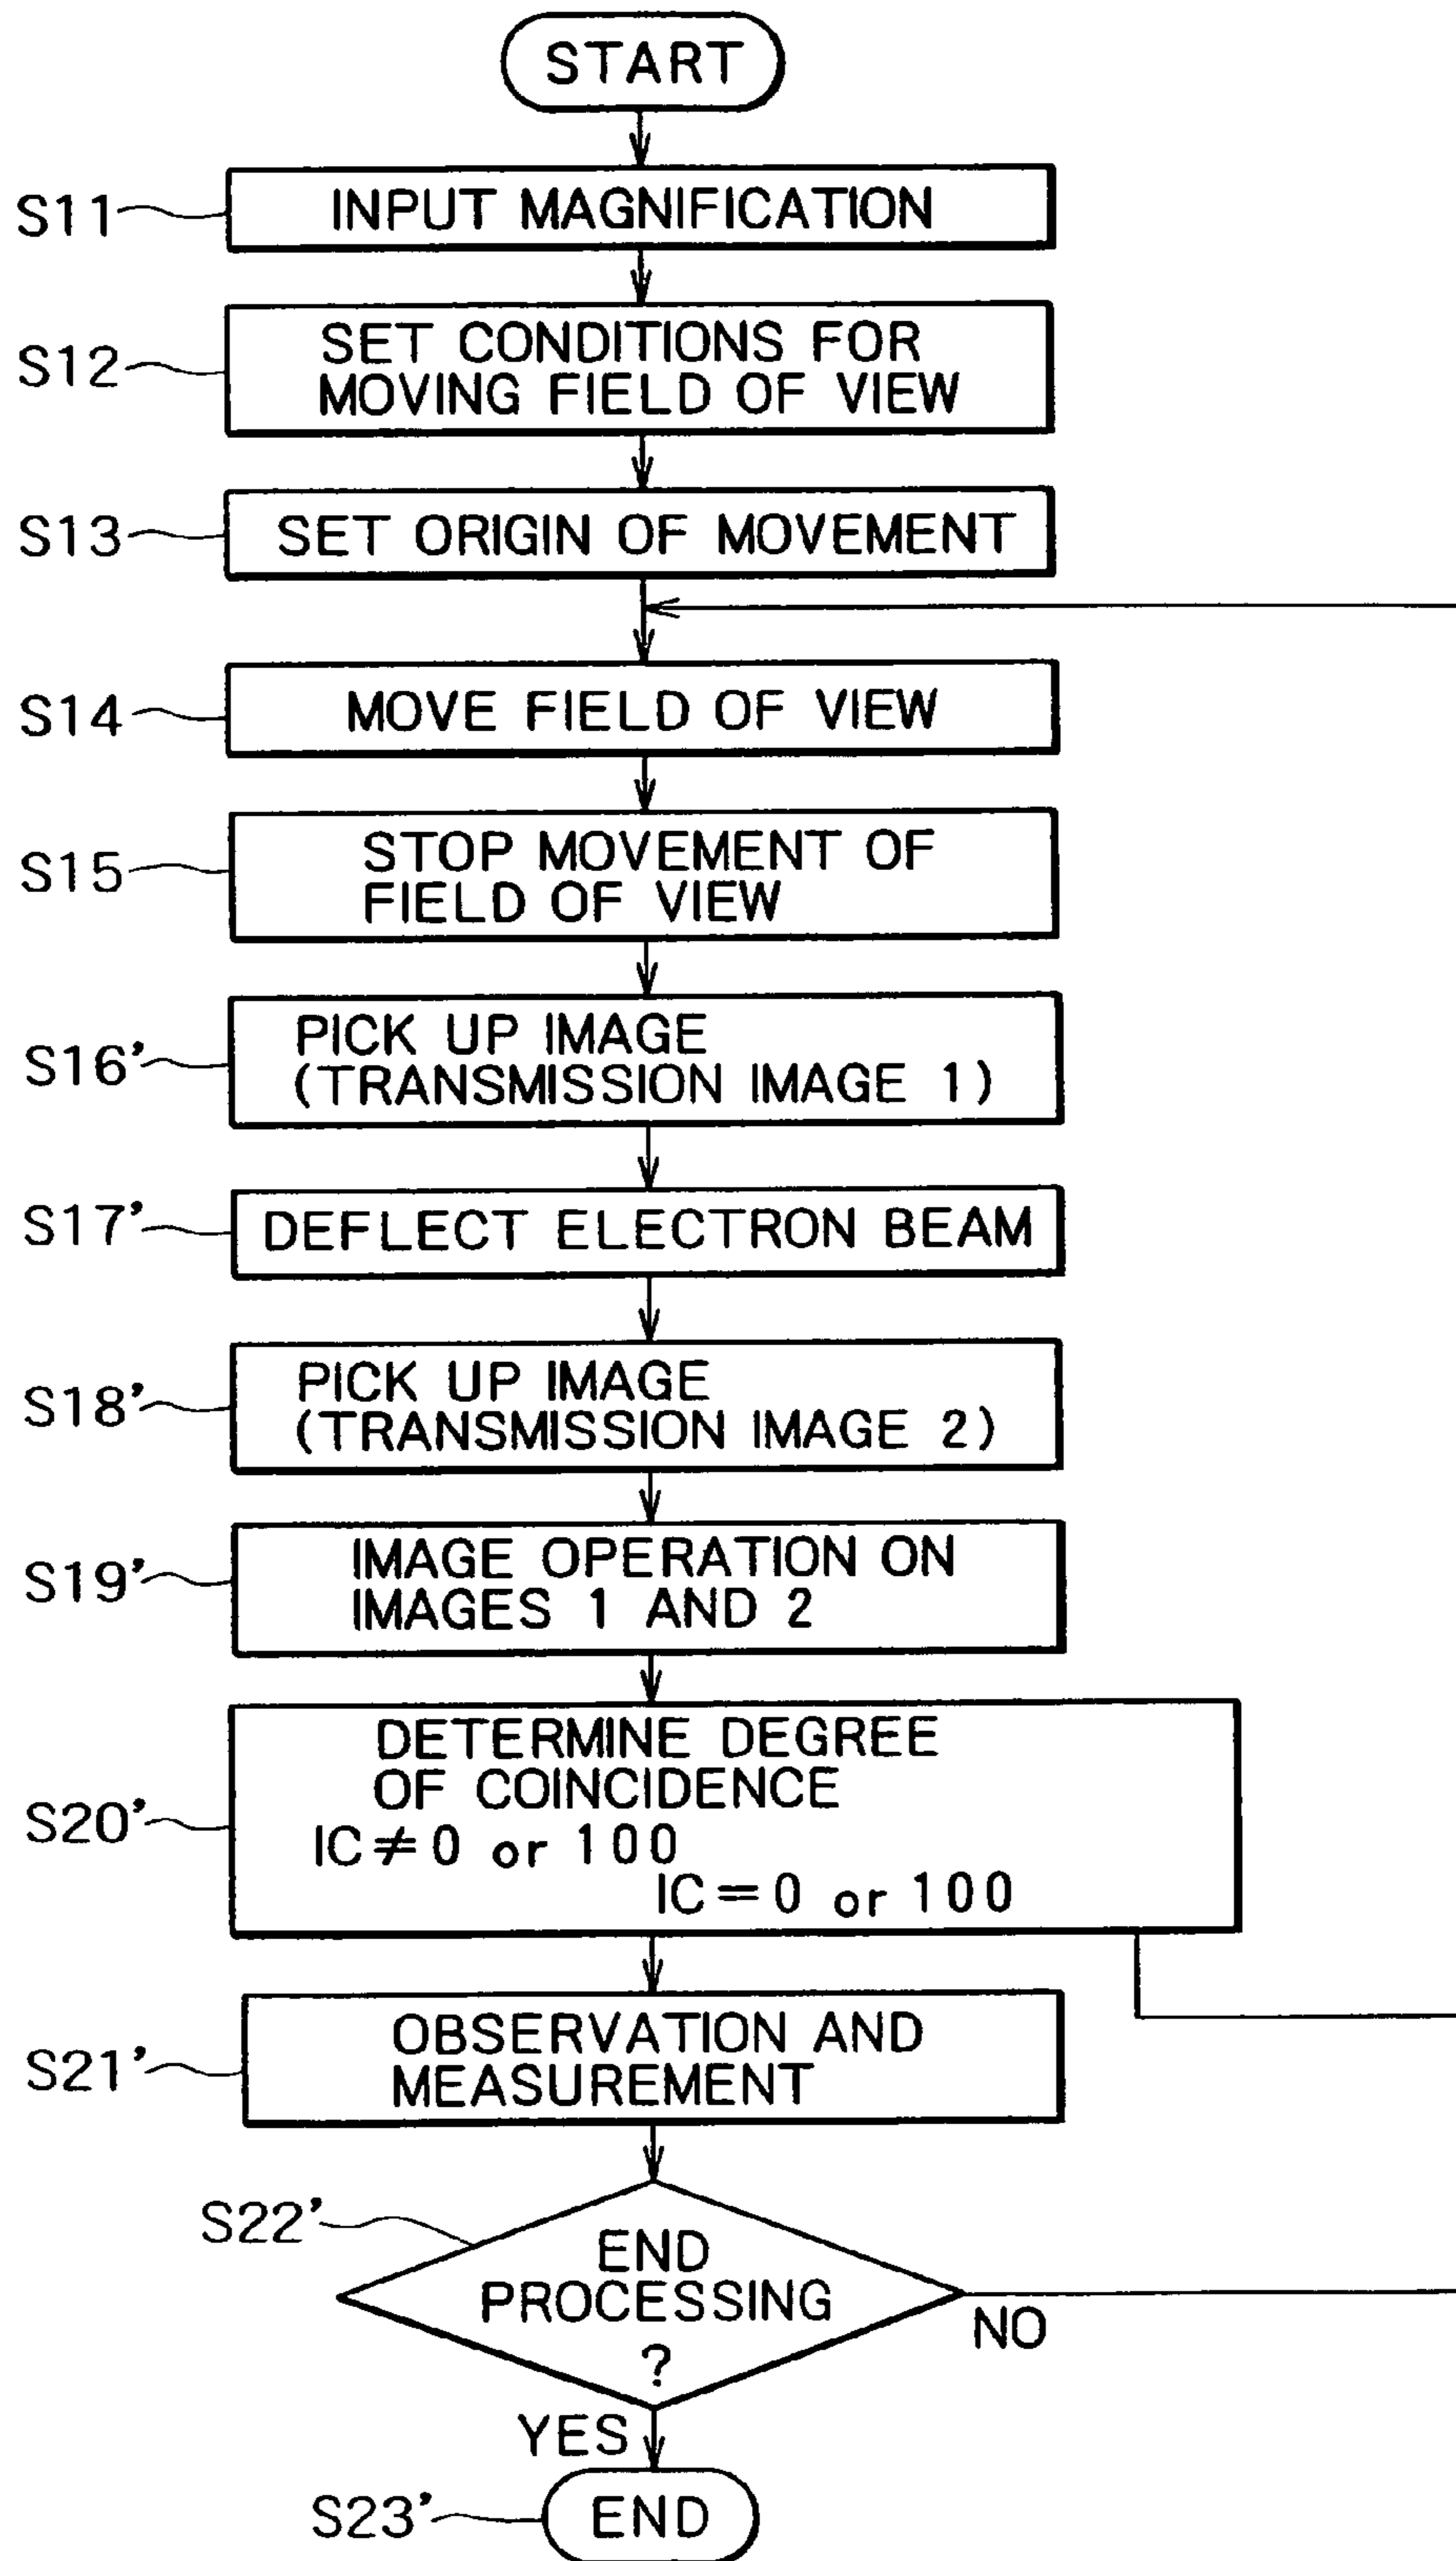 START
S11
INPUT MAGNIFICATION
S12
SET CONDITIONS FOR
MOVING FIELD OF VIEW
S13
SET ORIGIN OF MOVEMENT
S14
MOVE FIELD OF VIEW
S15
STOP MOVEMENT OF
FIELD OF VIEW
S16'
PICK UP IMAGE
(TRANSMISSION IMAGE 1)
S17'
DEFLECT ELECTRON BEAM
S18'
PICK UP IMAGE
(TRANSMISSION IMAGE 2)
S19'
IMAGE OPERATION ON
IMAGES 1 AND 2
S20'
DETERMINE DEGREE
OF COINCIDENCE
IC≠0 or 100
IC=0 or 100
S21'
OBSERVATION AND
MEASUREMENT
S22'
END
PROCESSING
?
NO
YES
S23'
END